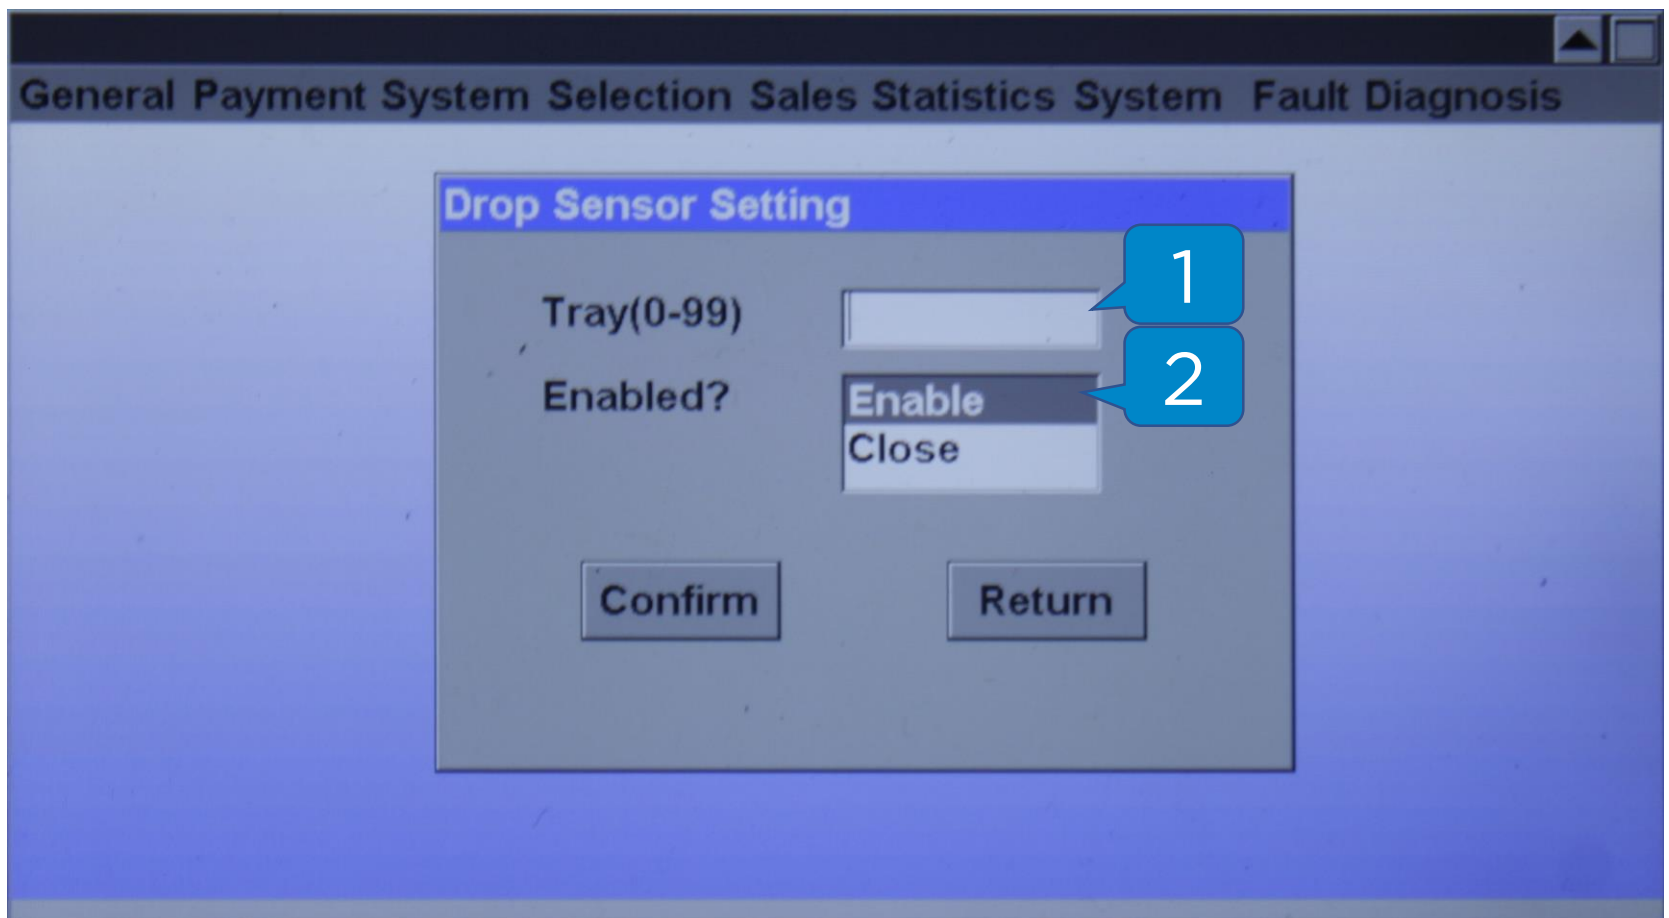 General Payment System Selection Sales Statistics System Fault Diagnosis
Drop Sensor Setting
1
Tray(0-99)
2
Enabled?
Enable
Close
Confirm
Return